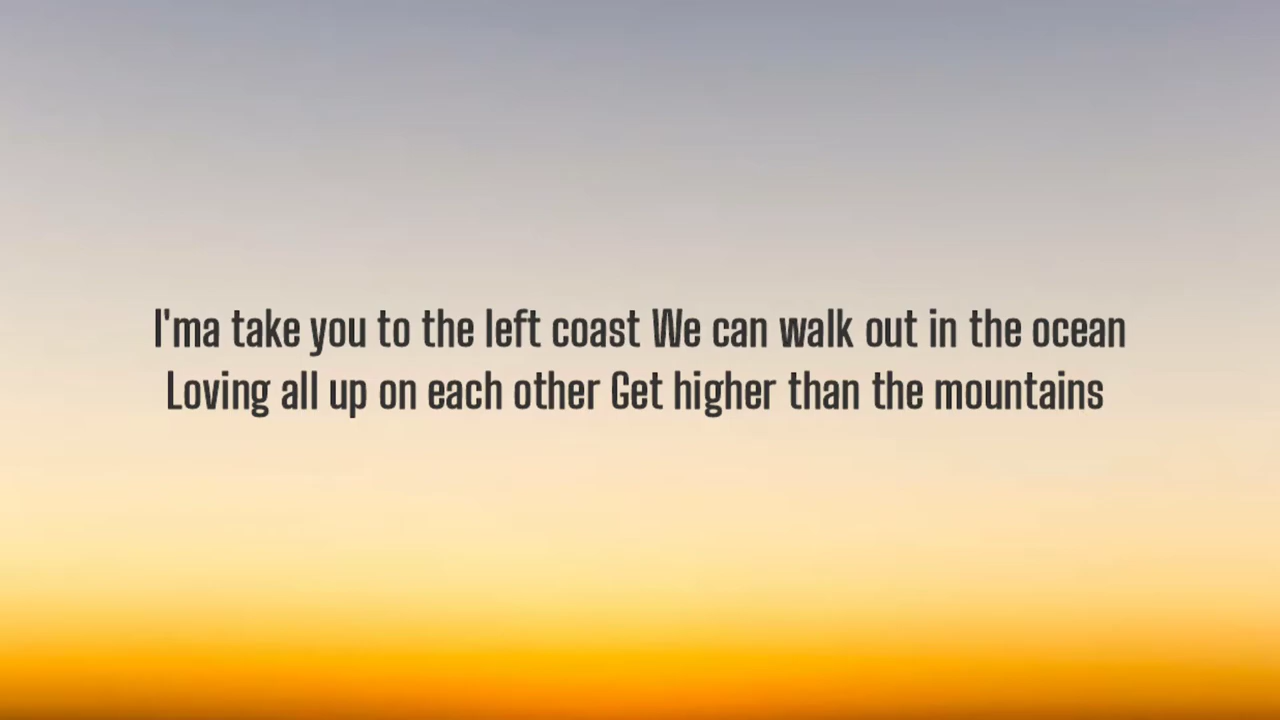 I'ma take you to the left coast We can walk out in the ocean
Loving all up on each other Get higher than the mountains